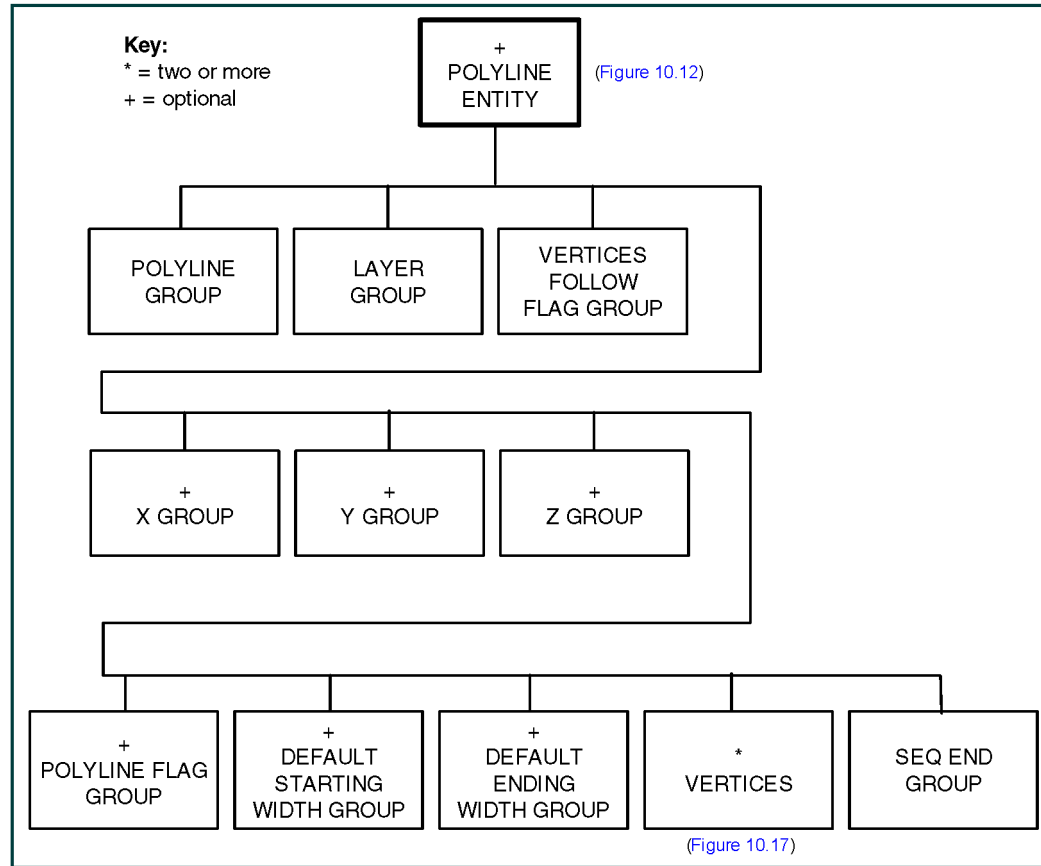 Key:
* = two or more
+ = optional
+
POLYLINE
ENTITY
(Figure 10.12)
POLYLINE
GROUP
LAYER
GROUP
VERTICES
FOLLOW
FLAG GROUP
+
X GROUP
+
Y GROUP
+
Z GROUP
+
POLYLINE FLAG
GROUP
+
DEFAULT
STARTING
WIDTH GROUP
+
DEFAULT
ENDING
WIDTH GROUP
*
VERTICES
SEQ END
GROUP
(Figure 10.17)